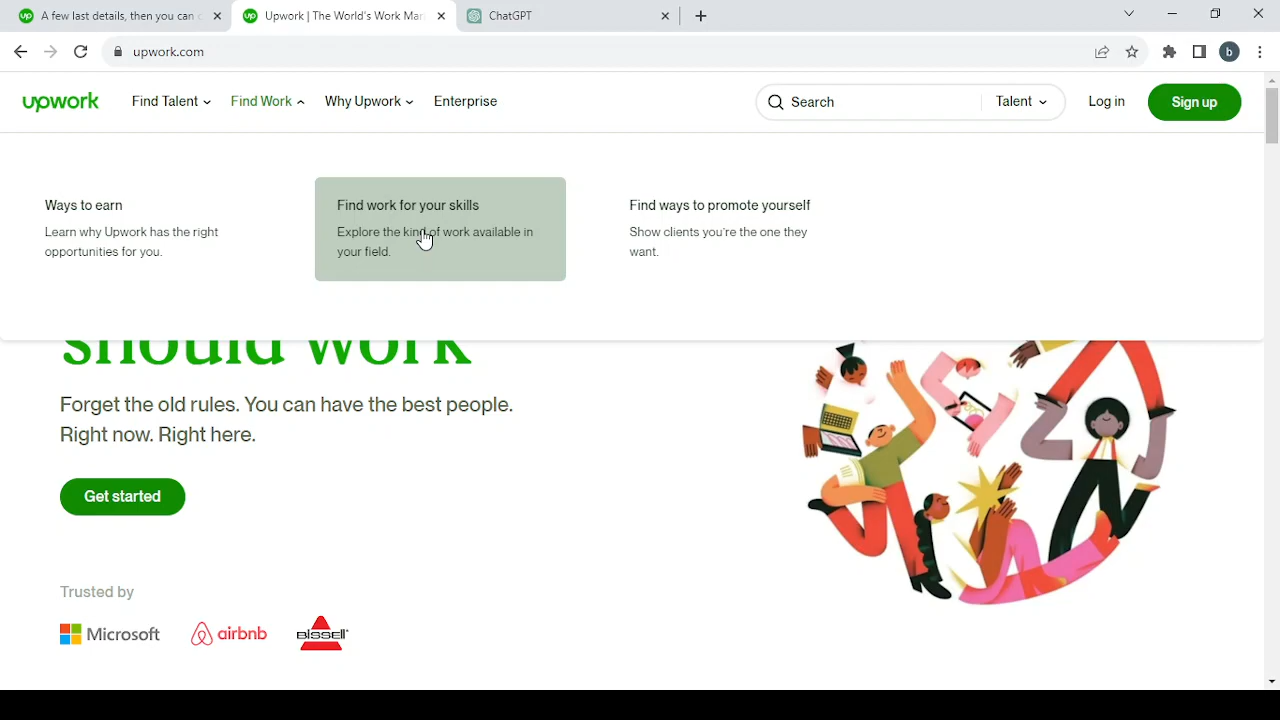 A few last details, then you can
Upwork | The World's Work Mar
ChatGPT
upwork.com
b
upwork
Find Talent
Find Work
Why Upwork
Enterprise
Search
Talent
Log in
Sign up
Ways to earn
Learn why Upwork has the right
opportunities for you.
Find work for your skills
Explore the kind of work available in
your field.
Find ways to promote yourself
Show clients you're the one they
want.
should work
Forget the old rules. You can have the best people.
Right now. Right here.
Get started
Trusted by
Microsoft
airbnb
BISSELL